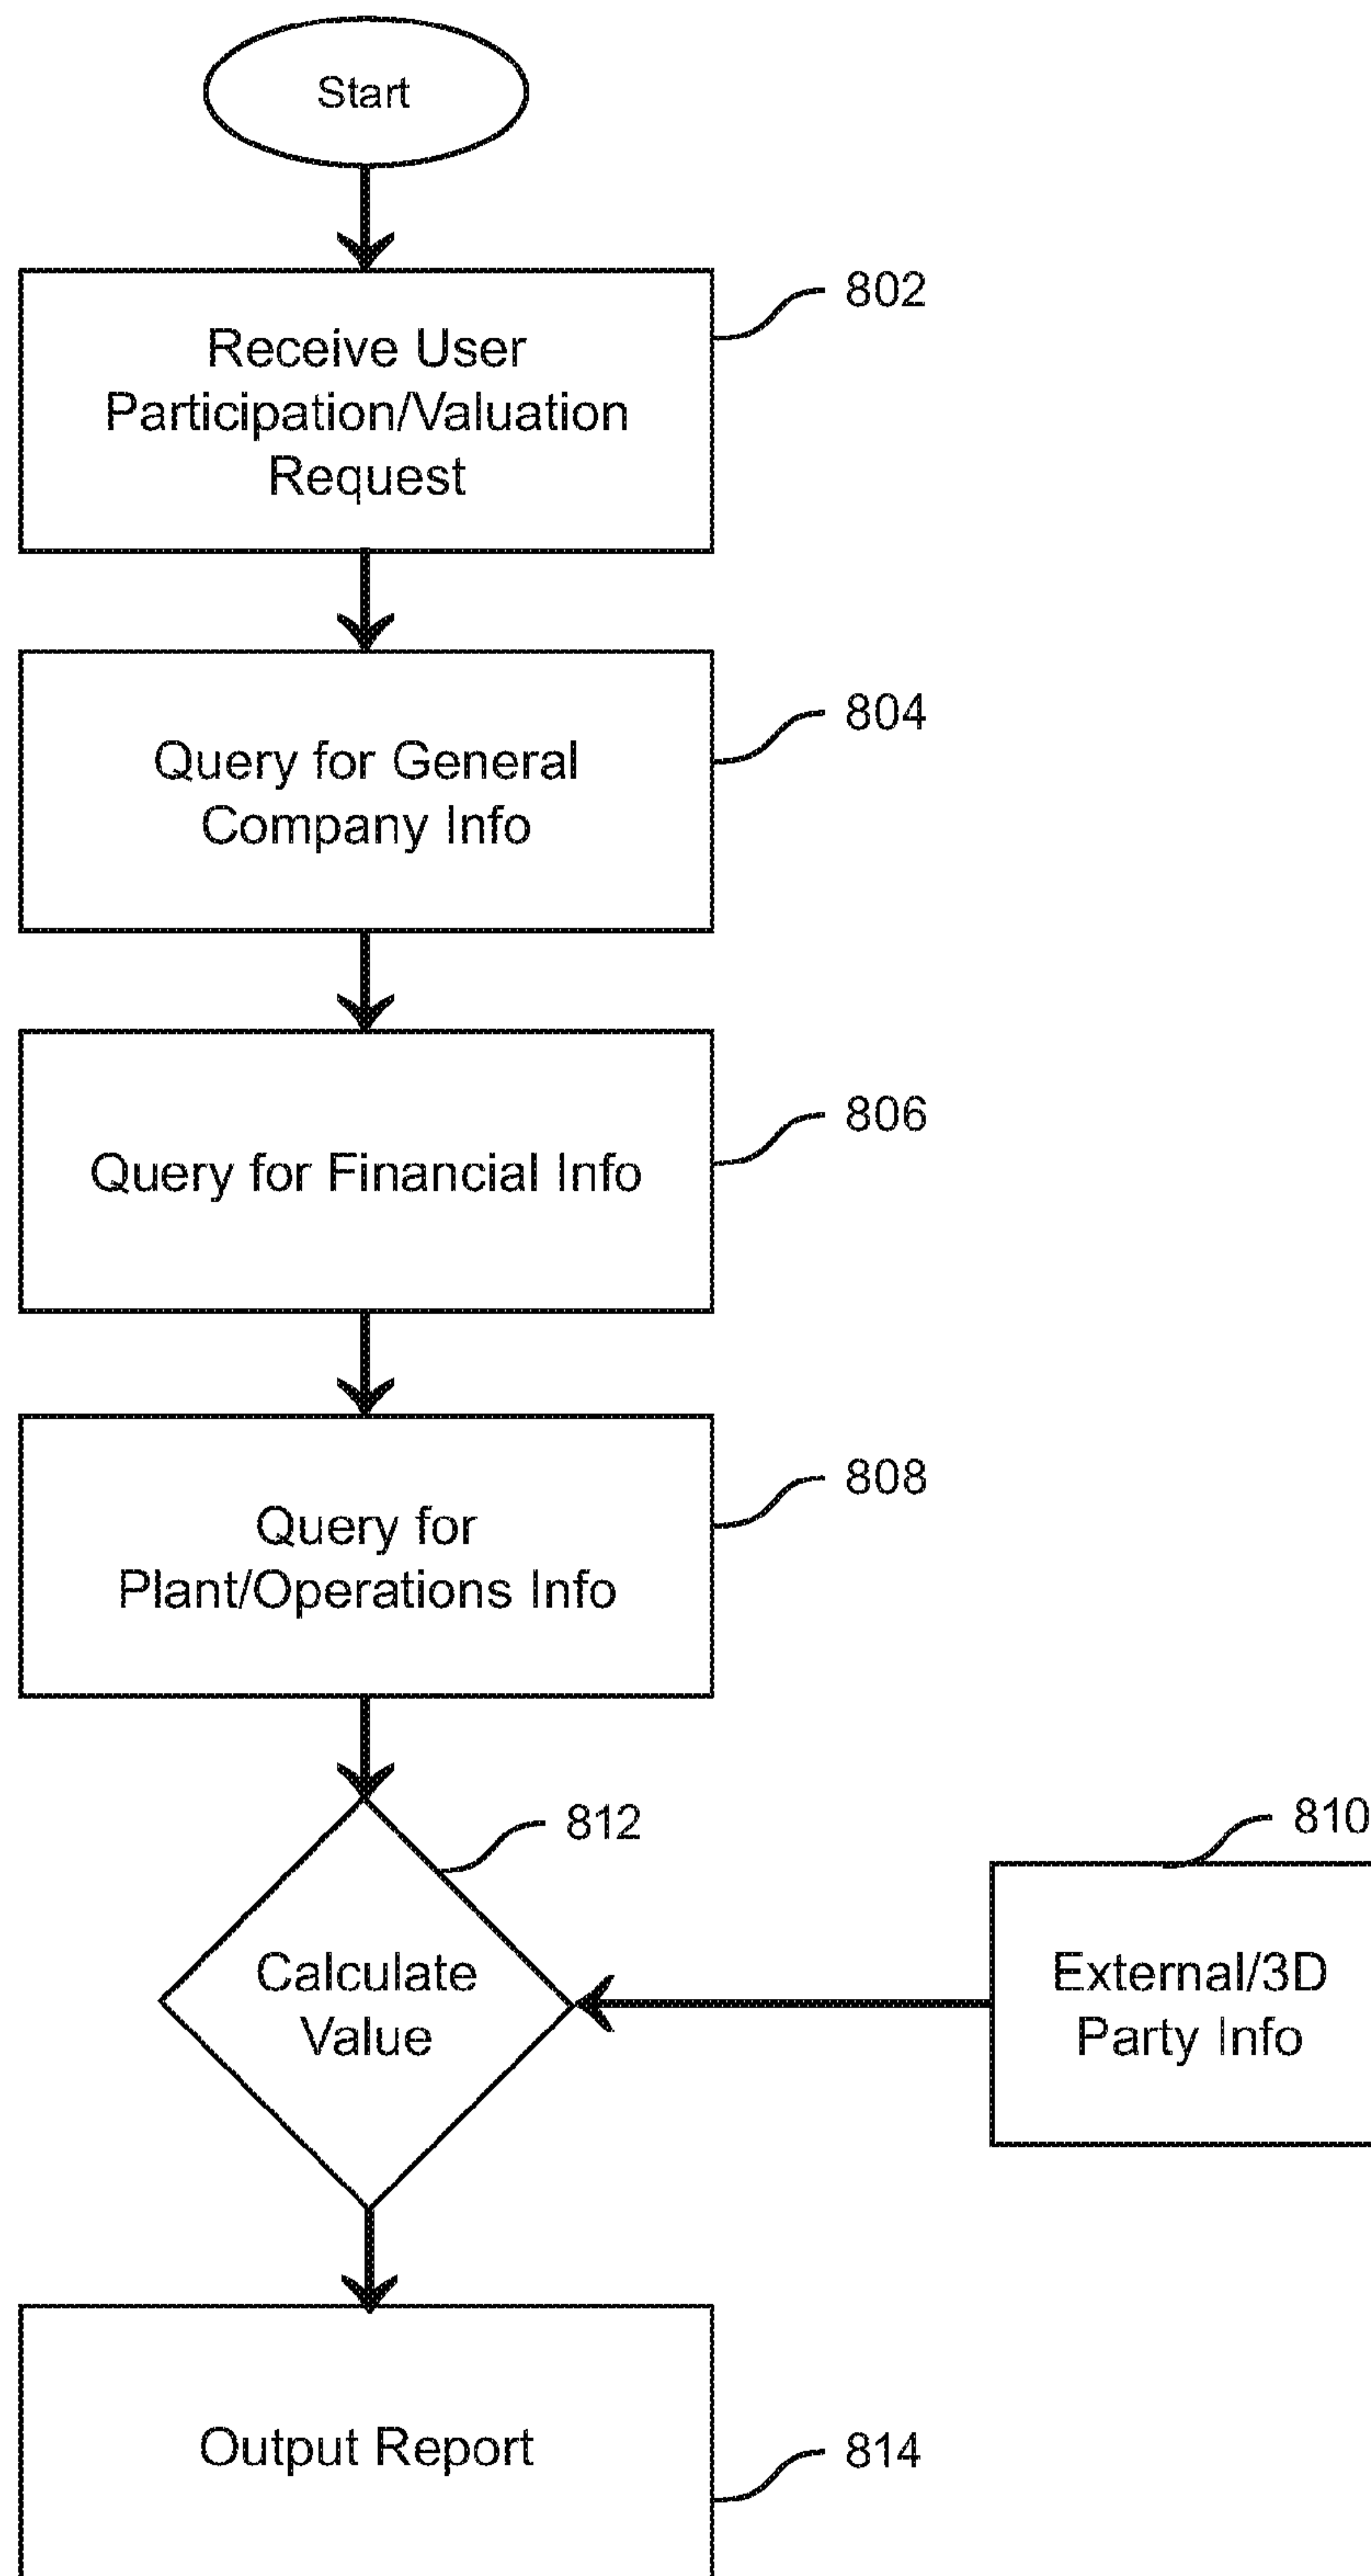 Start
802
Receive User
Participation/Valuation
Request
804
Query for General
Company Info
806
Query for Financial Info
808
Query for
Plant/Operations Info
812
810
Calculate
Value
External/3D
Party Info
Output Report
814